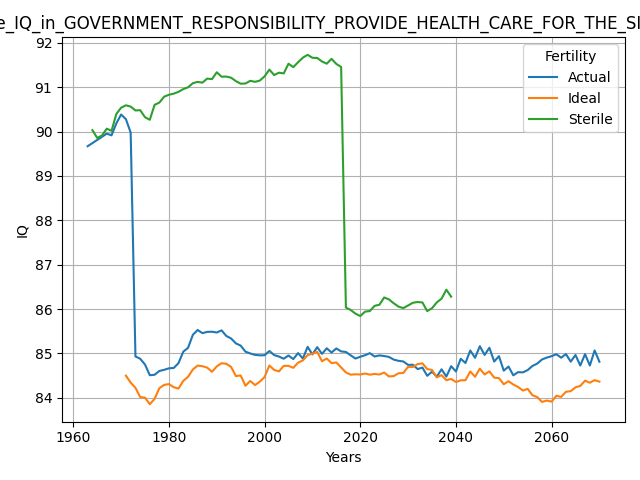 e_IQ_in_GOVERNMENT_RESPONSIBILITY_PROVIDE_HEALTH_CARE_FOR_THE_SI
92
91
90
89
88
87
86
85
84
IQ
Fertility
Actual
Ideal
Sterile
1960 1980 2000 2020 2040 2060
Years